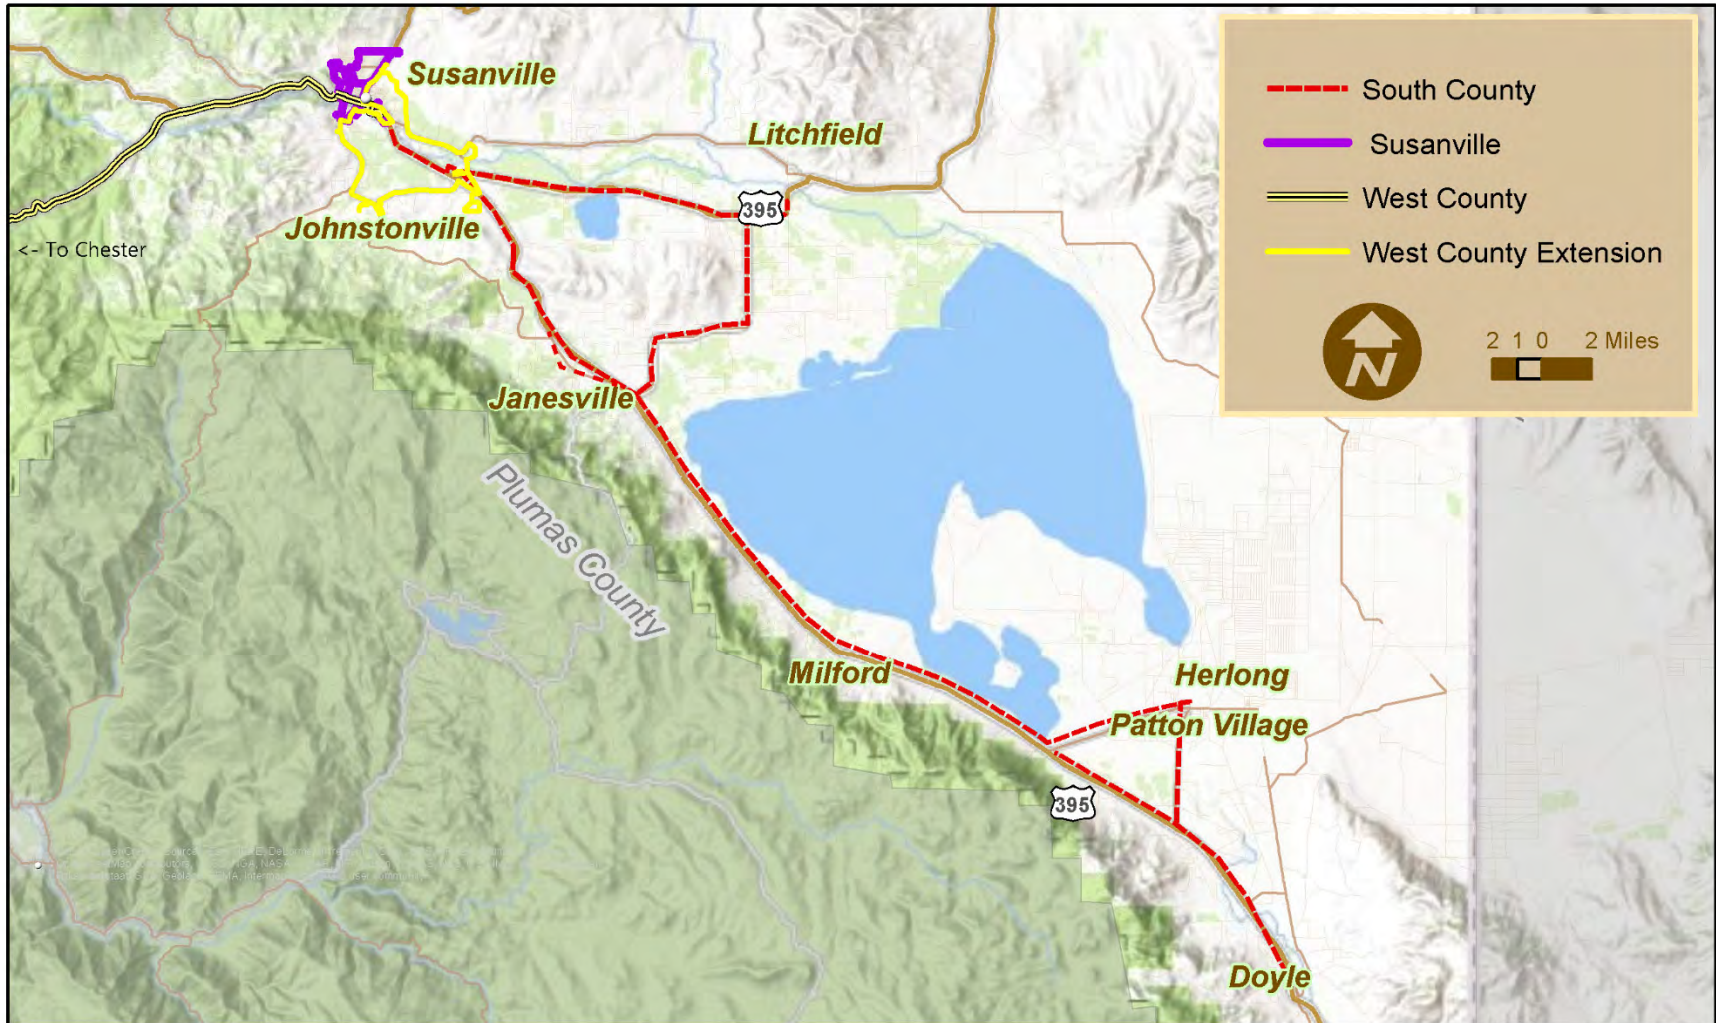 Susanville
Litchfield
395
Johnstonville
<- To Chester
Janesville
Plumas County
Milford
Herlong
Patton Village
395
Doyle
South County
Susanville
West County
West County Extension
N
2 1 0 2 Miles